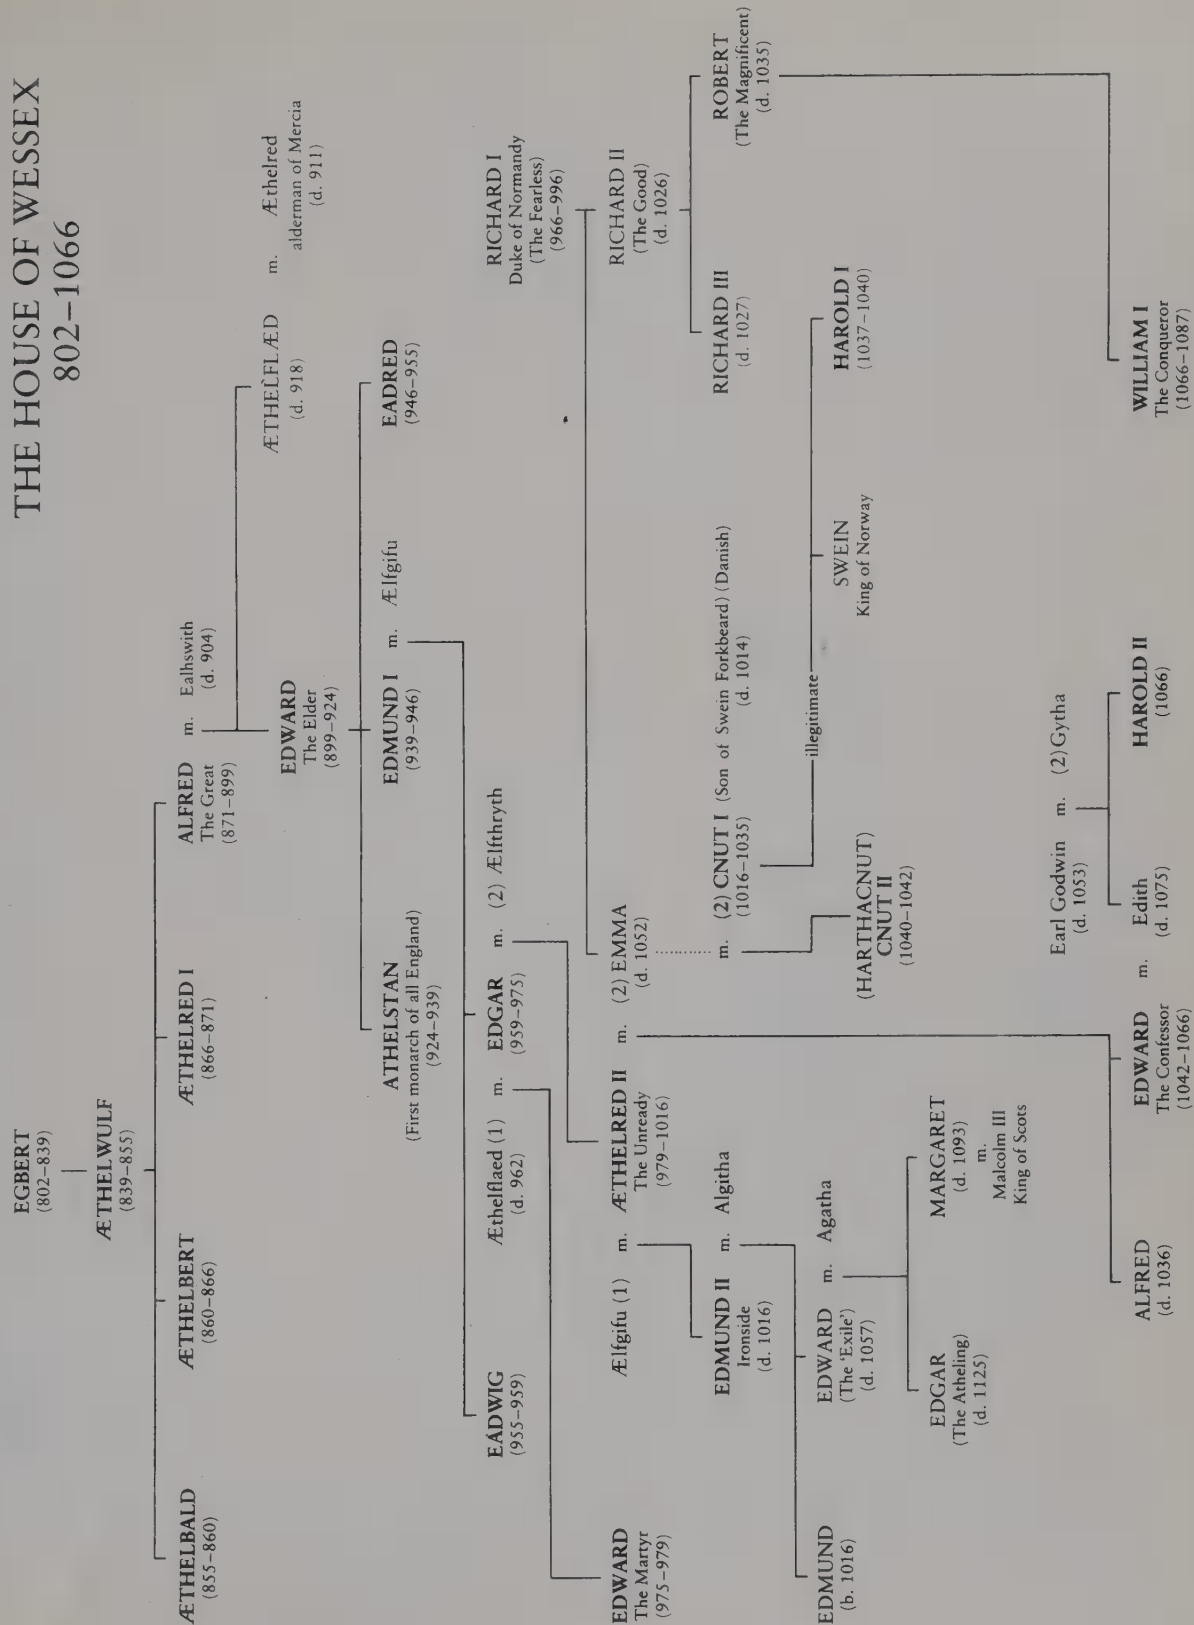 THE HOUSE OF WESSEX
802–1066
EGBERT
(802–839)
ÆTHELWULF
(839–855)
ÆTHELBALD
(855–860)
ÆTHELBERT
(860–866)
ÆTHELRED I
(866–871)
ALFRED
The Great
(871–899)
m.
Ealhswith
(d. 904)
EDWARD
The Elder
(899–924)
ÆTHELFLÆD
(d. 918)
m.
Æthelred
alderman of Mercia
(d. 911)
ATHELSTAN
(First monarch of all England)
(924–939)
EDMUND I
(939–946)
m.
Ælfgifu
EADRED
(946–955)
EADWIG
(955–959)
Æthelflaed (1)
(d. 962)
m.
EDGAR
(959–975)
m.
(2) Ælfthryth
RICHARD I
Duke of Normandy
(The Fearless)
(966–996)
EDWARD
The Martyr
(975–979)
Ælfgifu (1)
m.
ÆTHELRED II
The Unready
(979–1016)
m.
(2) EMMA
(d. 1052)
RICHARD II
(The Good)
(d. 1026)
EDMUND II
Ironside
(d. 1016)
m.
Algitha
m.
(2) CNUT I (Son of Swein Forkbeard) (Danish)
(1016–1035)
(d. 1014)
RICHARD III
(d. 1027)
ROBERT
(The Magnificent)
(d. 1035)
illegitimate
EDMUND
(b. 1016)
EDWARD
(The 'Exile')
(d. 1057)
m.
Agatha
(HARTHACNUT)
CNUT II
(1040–1042)
SWEIN
King of Norway
HAROLD I
(1037–1040)
EDGAR
(The Atheling)
(d. 1125)
MARGARET
(d. 1093)
m.
Malcolm III
King of Scots
Earl Godwin
(d. 1053)
m.
(2) Gytha
ALFRED
(d. 1036)
EDWARD
The Confessor
(1042–1066)
m.
Edith
(d. 1075)
HAROLD II
(1066)
WILLIAM I
The Conqueror
(1066–1087)